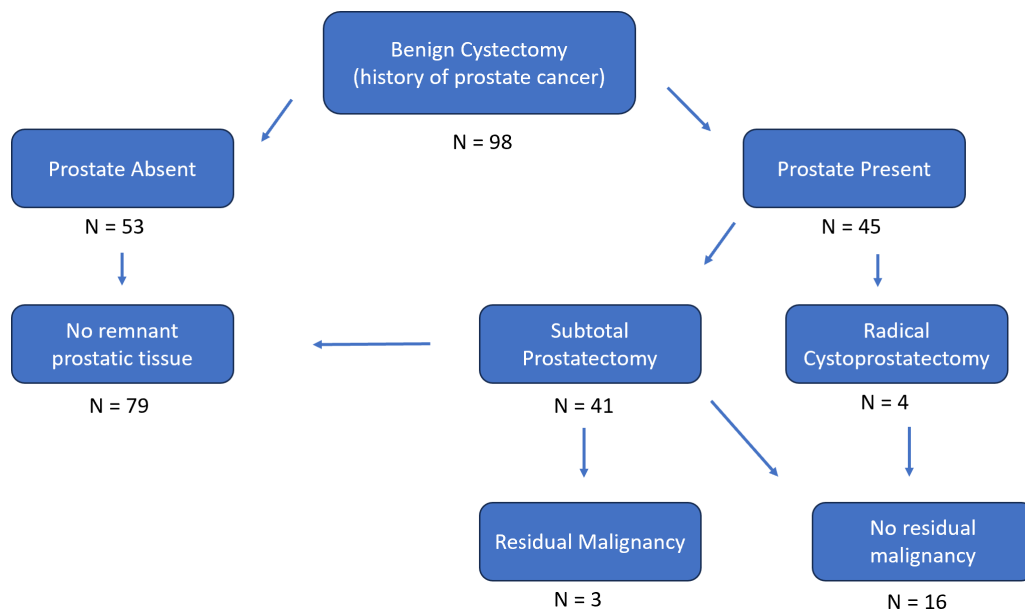 Benign Cystectomy
(history of prostate cancer)
N = 98
Prostate Absent
N = 53
Prostate Present
N = 45
No remnant
prostatic tissue
N = 79
Subtotal
Prostatectomy
N = 41
Radical
Cystoprostatectomy
N = 4
Residual Malignancy
N = 3
No residual
malignancy
N = 16